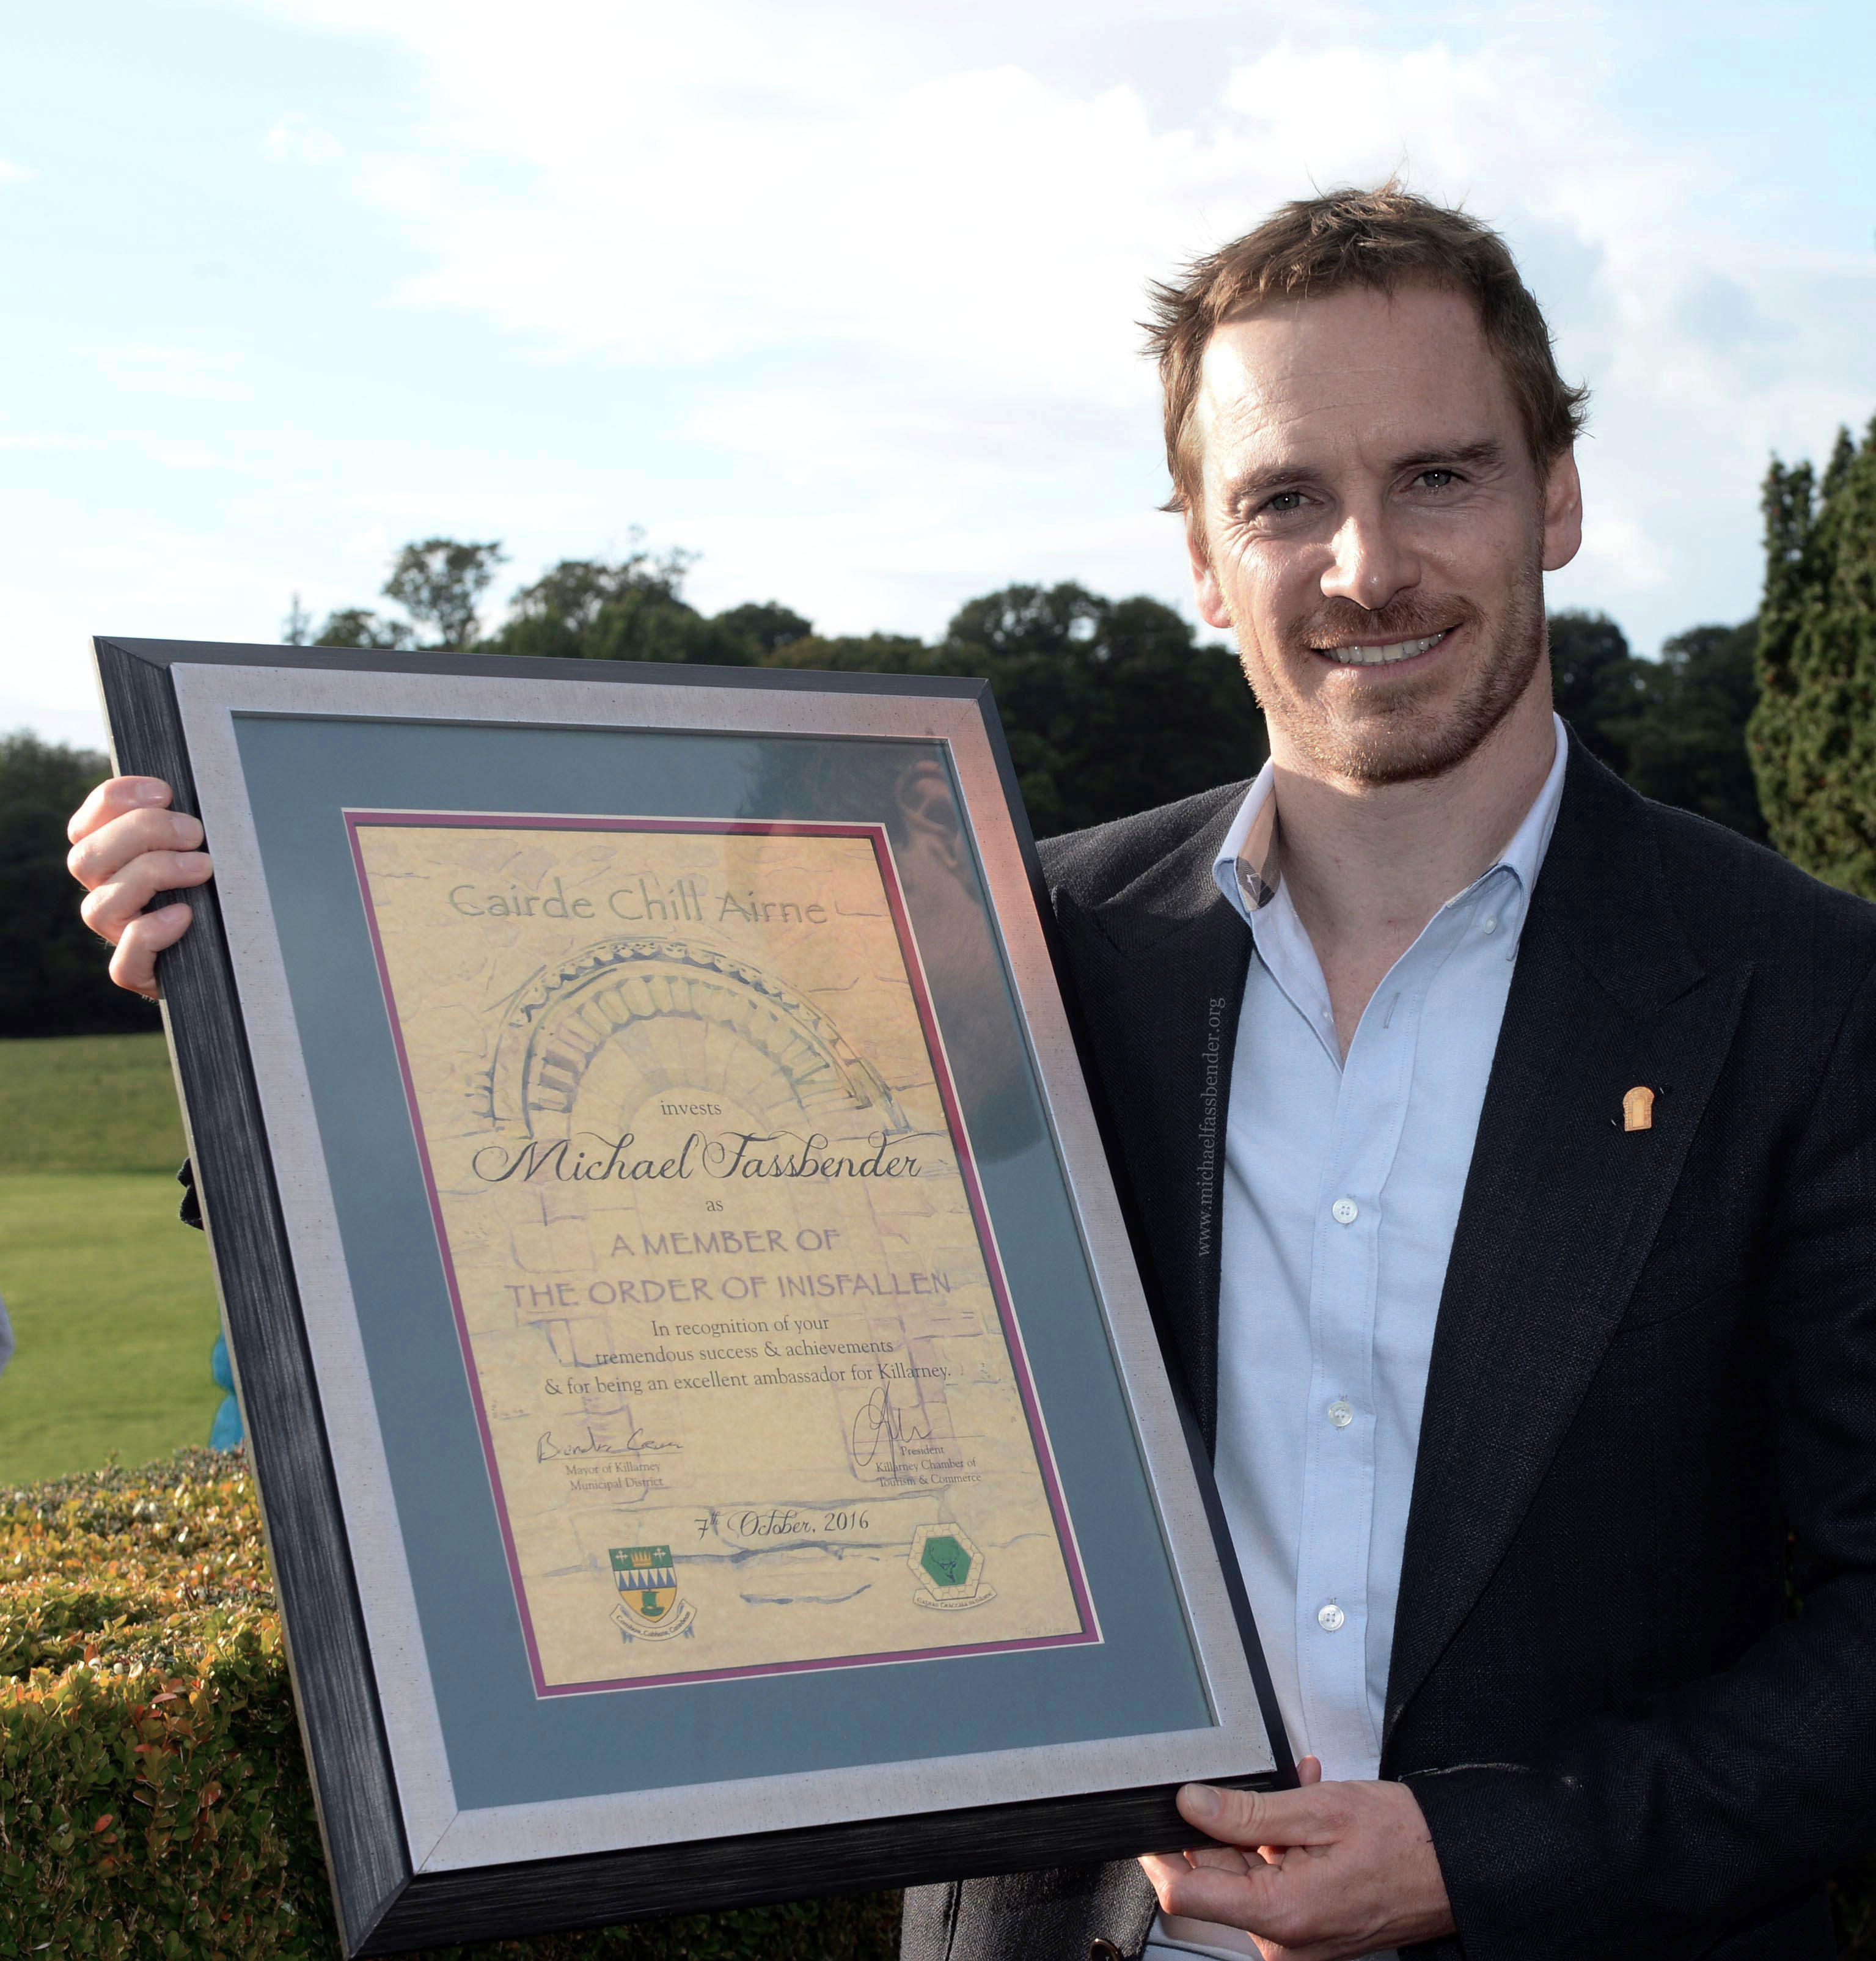 Cairde Chill Airne
invests
Michael Fassbender
as
A MEMBER OF
THE ORDER OF INISFALLEN
In recognition of your
tremendous success & achievements
& for being an excellent ambassador for Killarney.
Mayor of Killarney
Municipal District
President
Killarney Chamber of
Tourism & Commerce
7th October, 2016
www.michaelfassbender.org